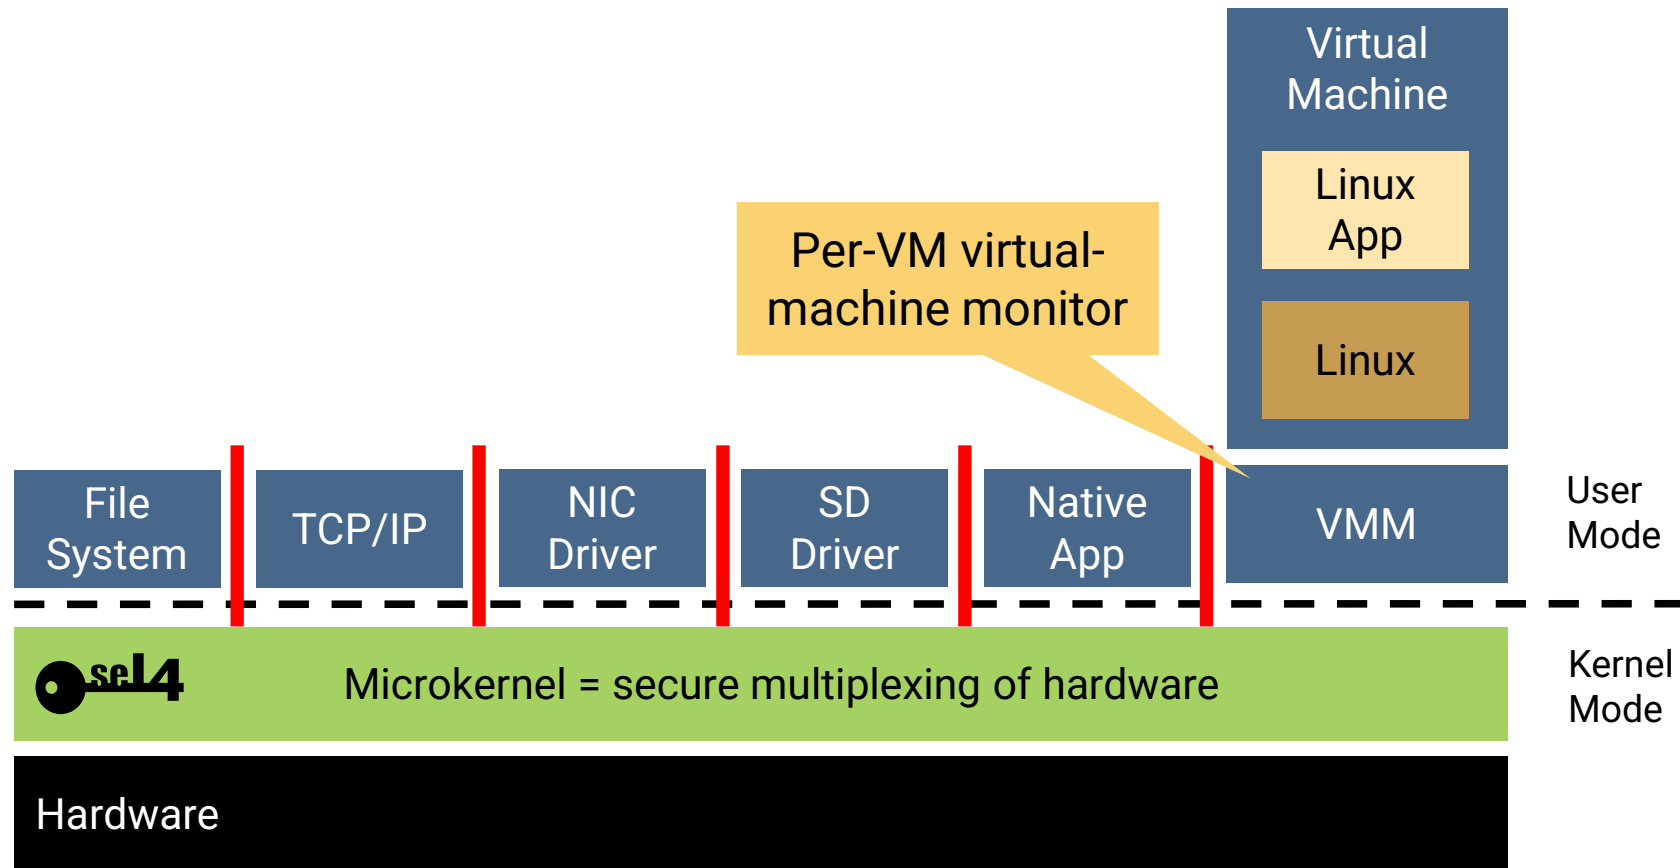 Virtual
Machine
Linux
App
Per-VM virtual-
machine monitor
Linux
File
System
TCP/IP
NIC
Driver
SD
Driver
Native
App
VMM
User
Mode
seL4
Microkernel = secure multiplexing of hardware
Kernel
Mode
Hardware